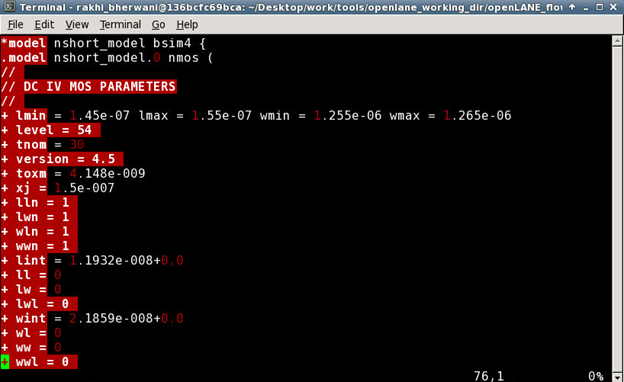 Terminal - rakhi_bherwani@136bcfc69bca: ~/Desktop/work/tools/openlane_working_dir/openLANE_flow
File Edit View Terminal Go Help
*model nshort_model bsim4 {
.model nshort_model.0 nmos (
//
// DC IV MOS PARAMETERS
//
+ lmin = 1.45e-07 lmax = 1.55e-07 wmin = 1.255e-06 wmax = 1.265e-06
+ level = 54
+ tnom = 30
+ version = 4.5
+ toxm = 4.148e-009
+ xj = 1.5e-007
+ lln = 1
+ lwn = 1
+ wln = 1
+ wwn = 1
+ lint = 1.1932e-008+0.0
+ ll = 0
+ lw = 0
+ lwl = 0
+ wint = 2.1859e-008+0.0
+ wl = 0
+ ww = 0
+ wwl = 0
76,1 0%